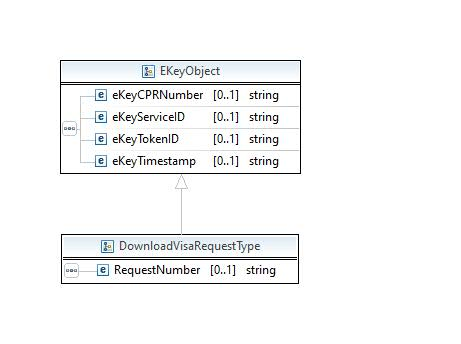 EKeyObject
e eKeyCPRNumber [0..1] string
e eKeyServiceID [0..1] string
e eKeyTokenID [0..1] string
e eKeyTimestamp [0..1] string
DownloadVisaRequestType
e RequestNumber [0..1] string